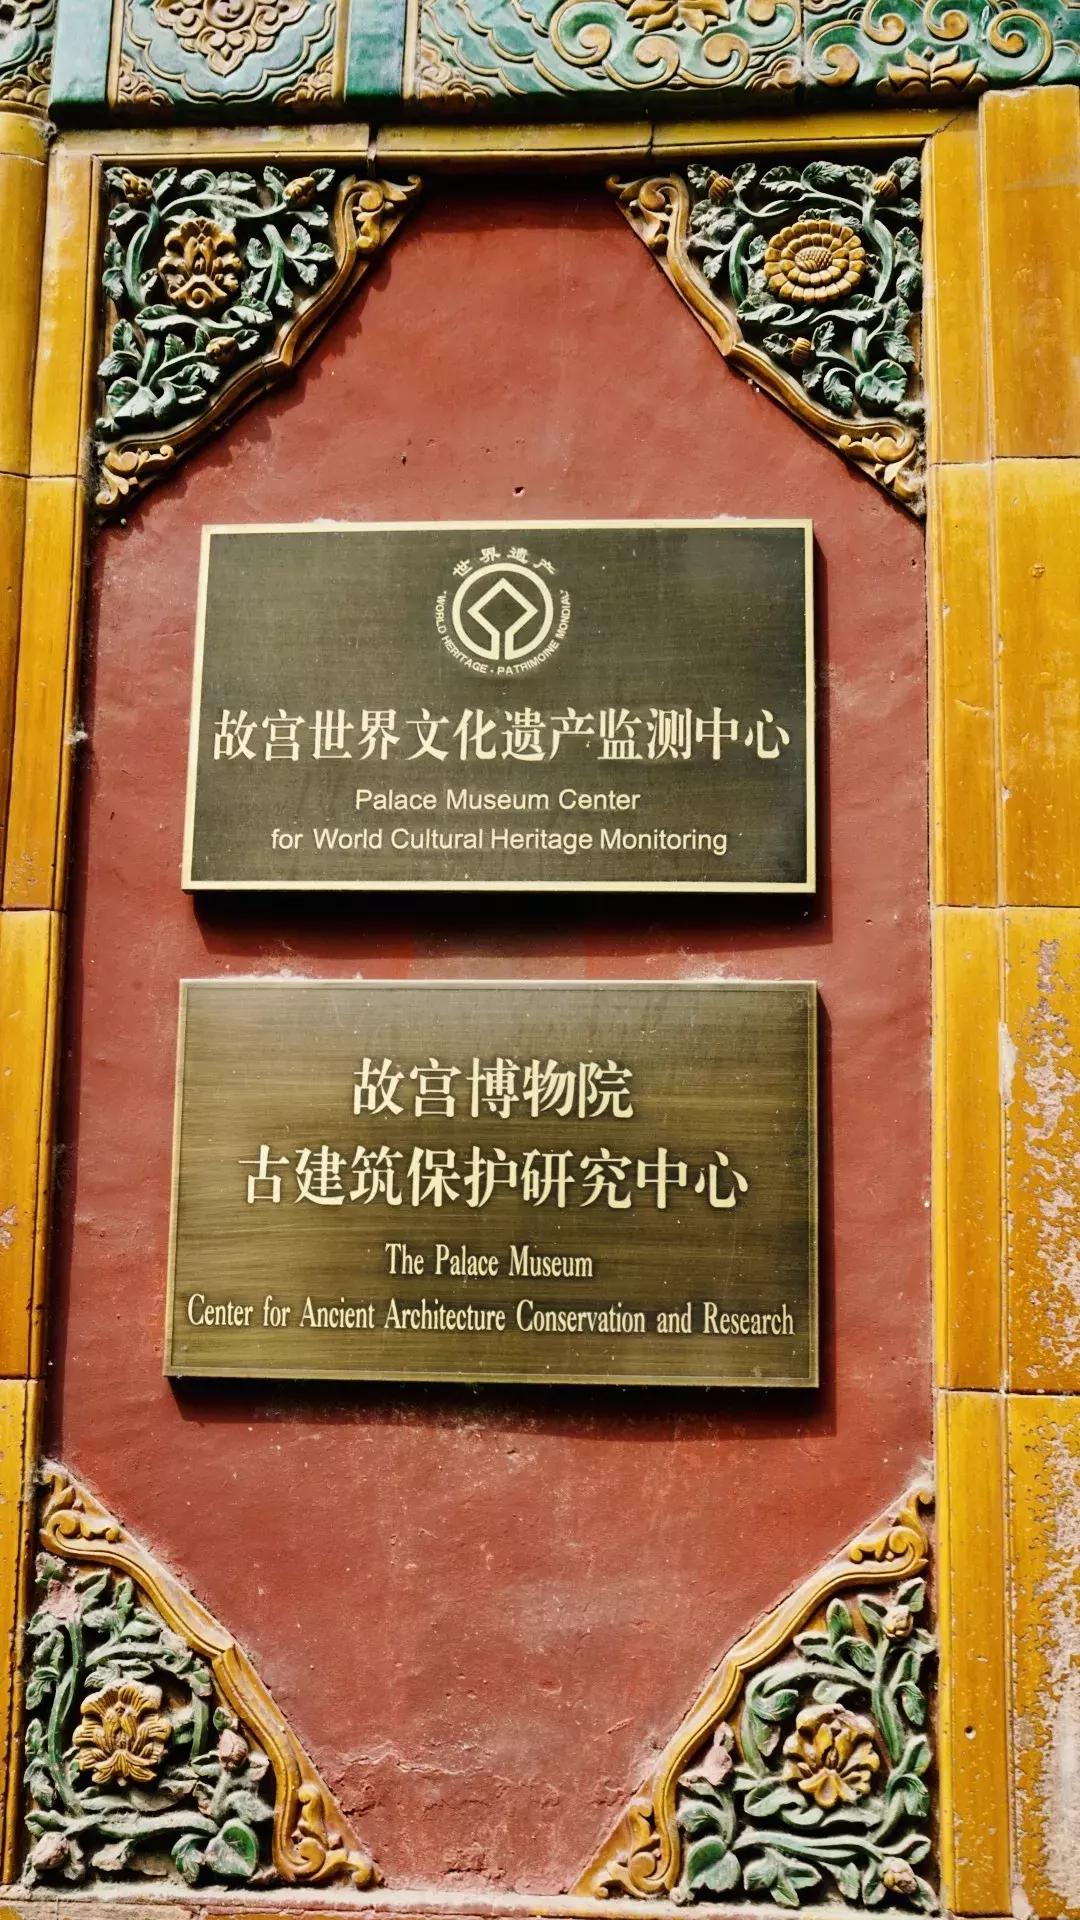 世界遗产
WORLD HERITAGE · PATRIMOINE MONDIAL
故宫世界文化遗产监测中心
Palace Museum Center
for World Cultural Heritage Monitoring
故宫博物院
古建筑保护研究中心
The Palace Museum
Center for Ancient Architecture Conservation and Research